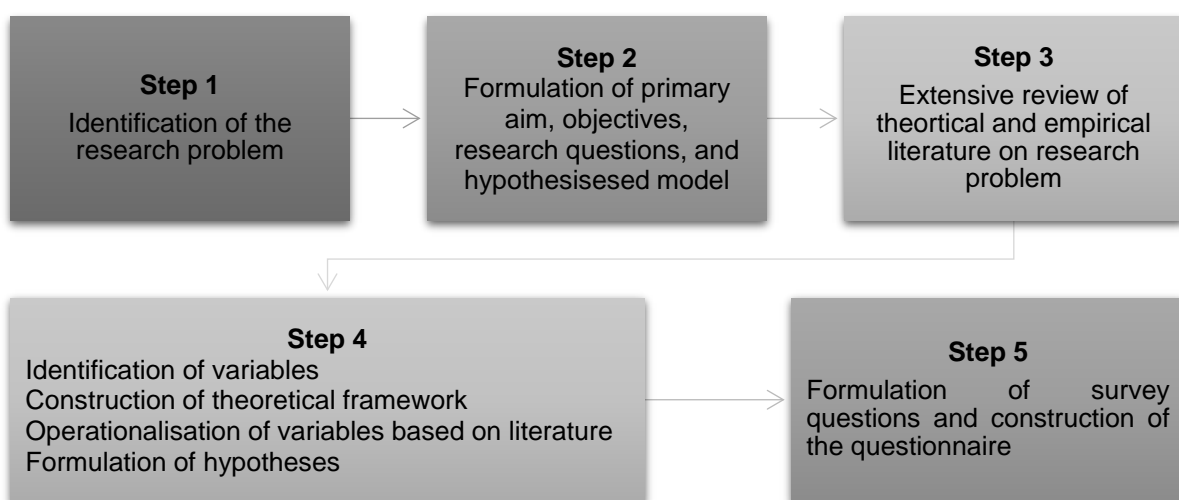 Step 1
Identification of the
research problem
Step 2
Formulation of primary
aim, objectives,
research questions, and
hypothesisesed model
Step 3
Extensive review of
theortical and empirical
literature on research
problem
Step 4
Identification of variables
Construction of theoretical framework
Operationalisation of variables based on literature
Formulation of hypotheses
Step 5
Formulation of survey
questions and construction of
the questionnaire